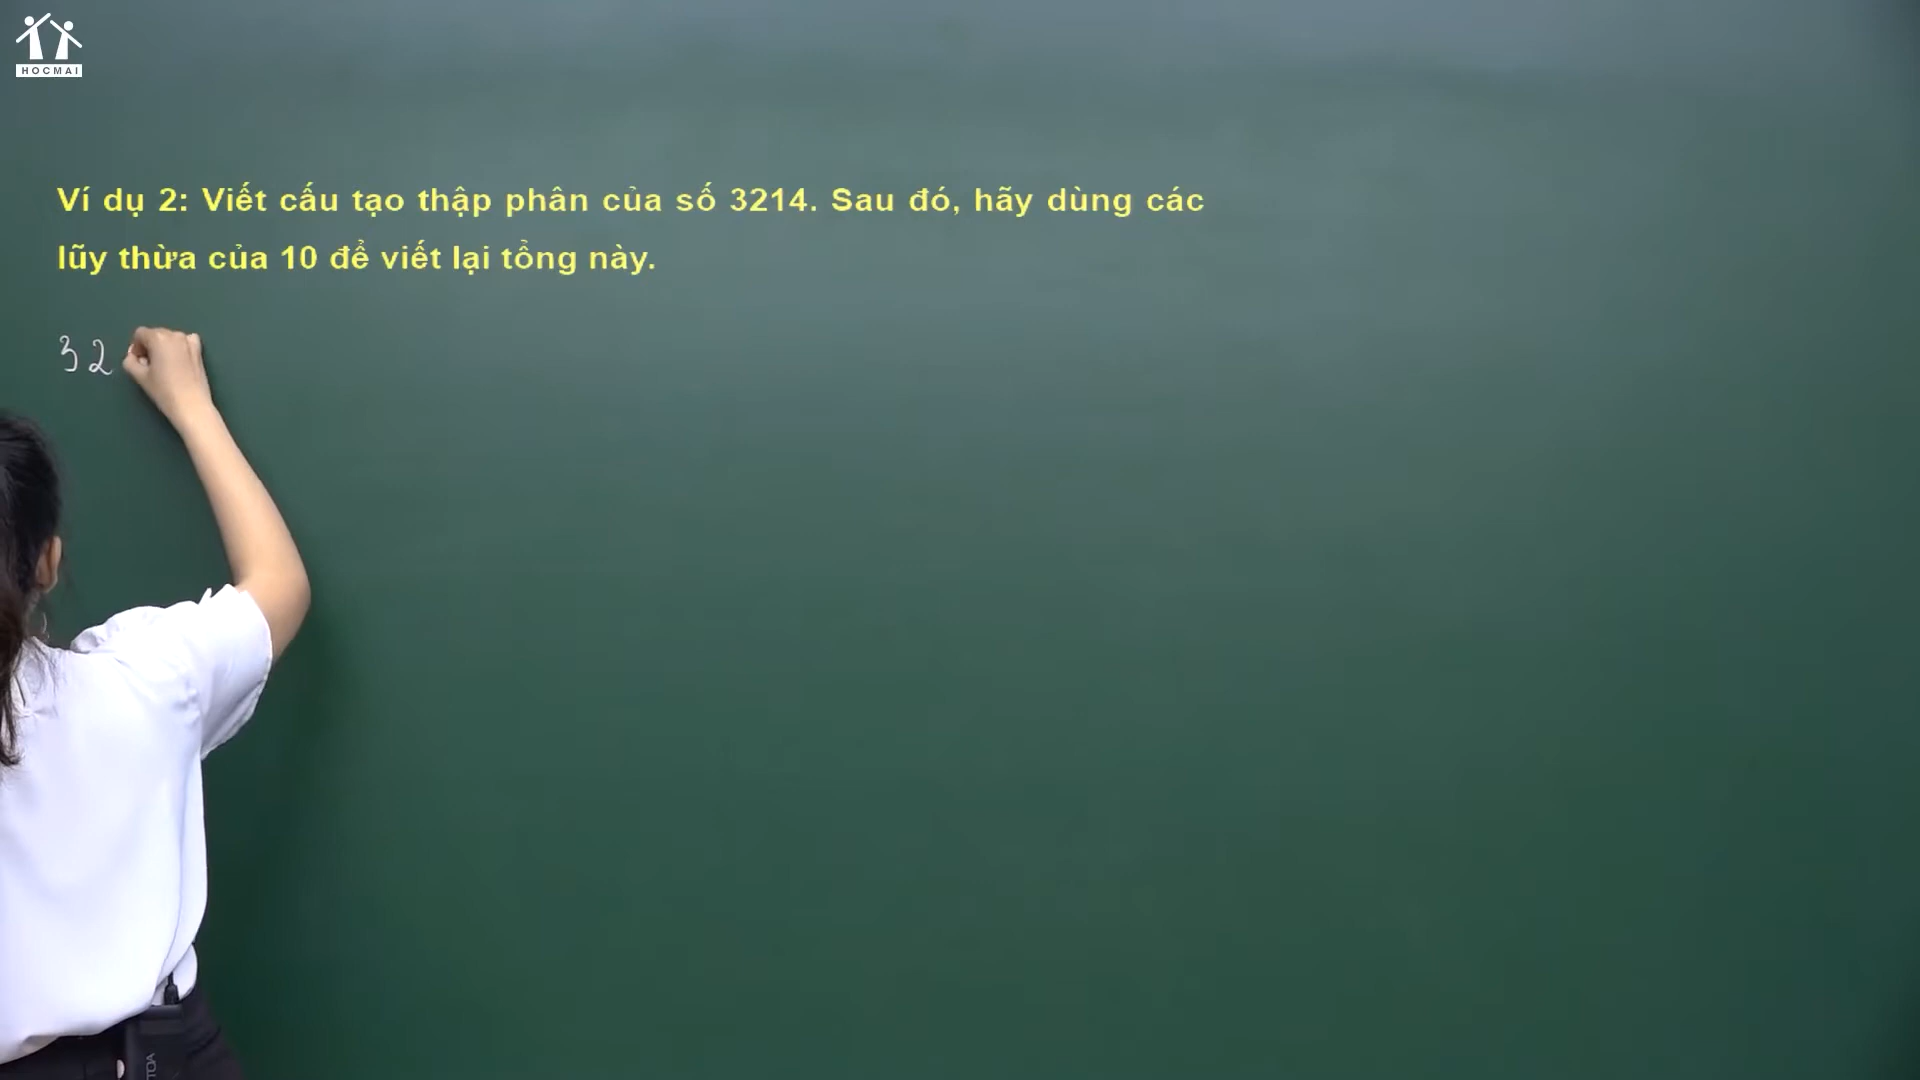 HOCMAI
Ví dụ 2: Viết cấu tạo thập phân của số 3214. Sau đó, hãy dùng các
lũy thừa của 10 để viết lại tổng này.
32
TOA